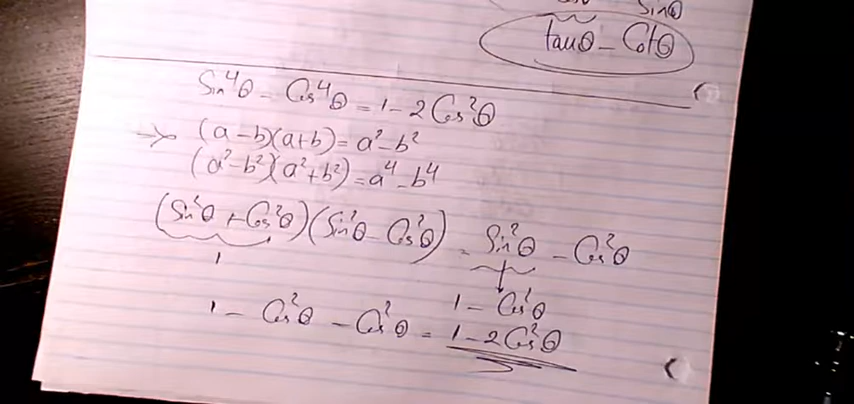 Sinθ
tanθ - Cotθ
Sin⁴θ - Cos⁴θ = 1 - 2Cos²θ
→ (a-b)(a+b) = a² - b²
(a²-b²)(a²+b²) = a⁴ - b⁴
(Sin²θ + Cos²θ)(Sin²θ - Cos²θ) = Sin²θ - Cos²θ
1
1 - Cos²θ
1 - Cos²θ - Cos²θ = 1 - 2Cos²θ